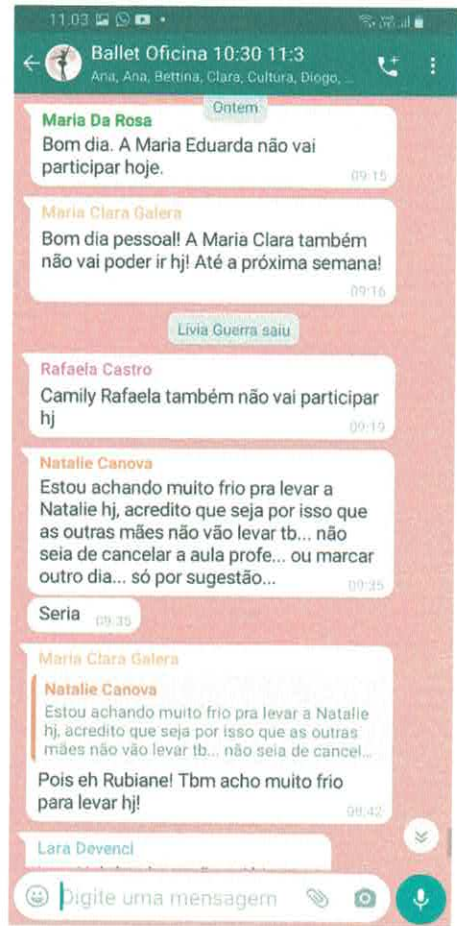 11:03
Ballet Oficina 10:30 11:3
Ana, Ana, Bettina, Clara, Cultura, Diogo, ...
Ontem
Maria Da Rosa
Bom dia. A Maria Eduarda não vai
participar hoje.
09:15
Maria Clara Galera
Bom dia pessoal! A Maria Clara também
não vai poder ir hj! Até a próxima semana!
09:16
Livia Guerra saiu
Rafaela Castro
Camily Rafaela também não vai participar
hj
09:19
Natalie Canova
Estou achando muito frio pra levar a
Natalie hj, acredito que seja por isso que
as outras mães não vão levar tb... não
seia de cancelar a aula profe... ou marcar
outro dia... só por sugestão...
09:35
Seria 09:35
Maria Clara Galera
Natalie Canova
Estou achando muito frio pra levar a Natalie
hj, acredito que seja por isso que as outras
mães não vão levar tb... não seia de cancel...
Pois eh Rubiane! Tbm acho muito frio
para levar hj!
09:42
Lara Devenci
Digite uma mensagem